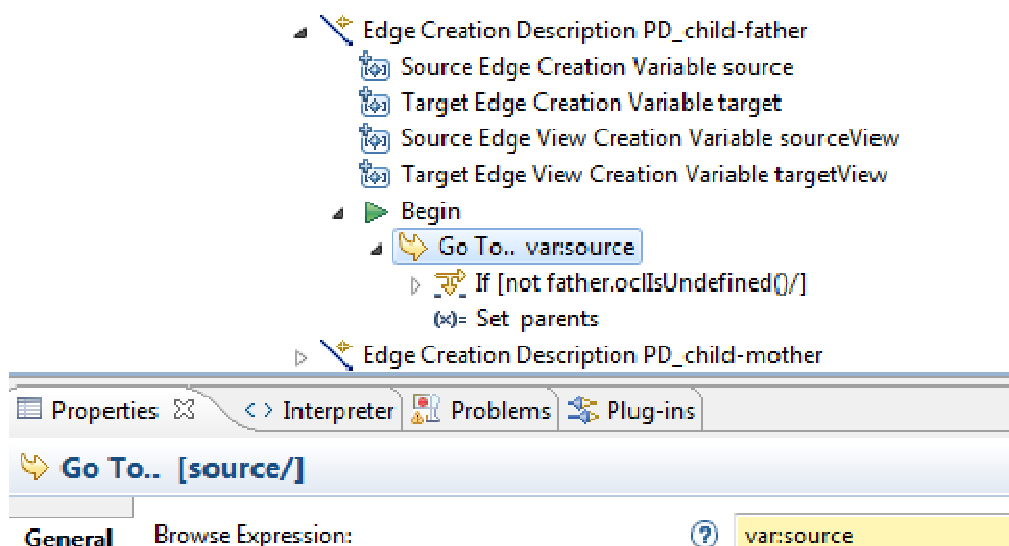 Edge Creation Description PD_child-father
Source Edge Creation Variable source
Target Edge Creation Variable target
Source Edge View Creation Variable sourceView
Target Edge View Creation Variable targetView
Begin
Go To.. var:source
If [not father.oclIsUndefined()/]
(x)= Set parents
Edge Creation Description PD_child-mother
Properties Interpreter Problems Plug-ins
Go To.. [source/]
General Browse Expression: ? var:source